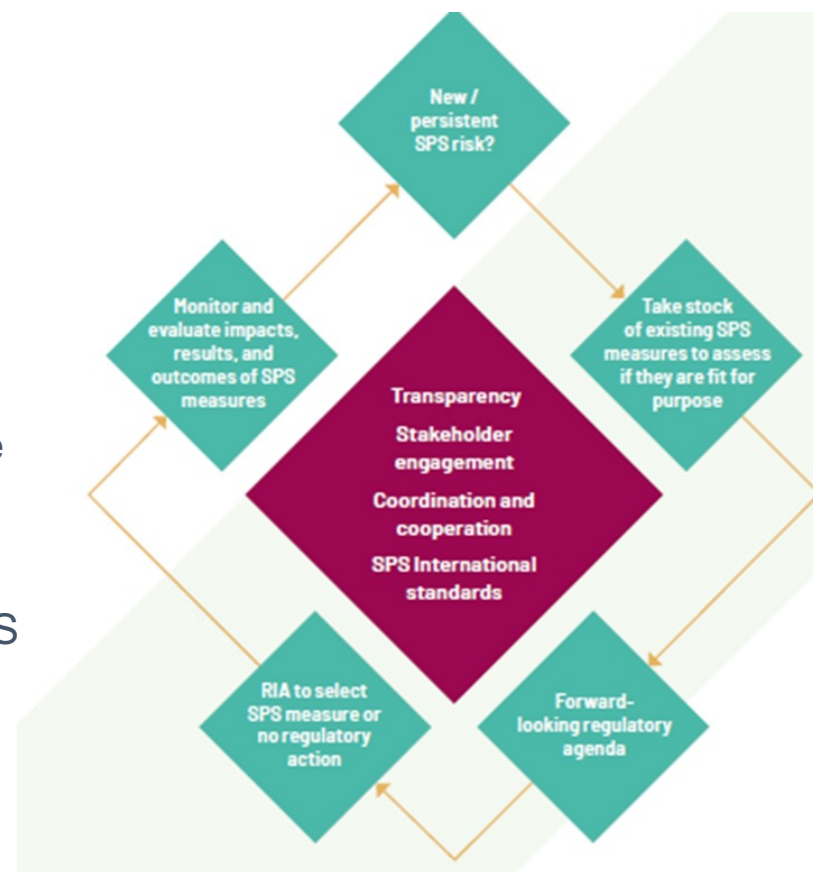 New /
persistent
SPS risk?
Take stock
of existing SPS
measures to assess
if they are fit for
purpose
Forward-
looking regulatory
agenda
RIA to select
SPS measure or
no regulatory
action
Monitor and
evaluate impacts,
results, and
outcomes of SPS
measures
Transparency
Stakeholder
engagement
Coordination and
cooperation
SPS International
standards
e
s